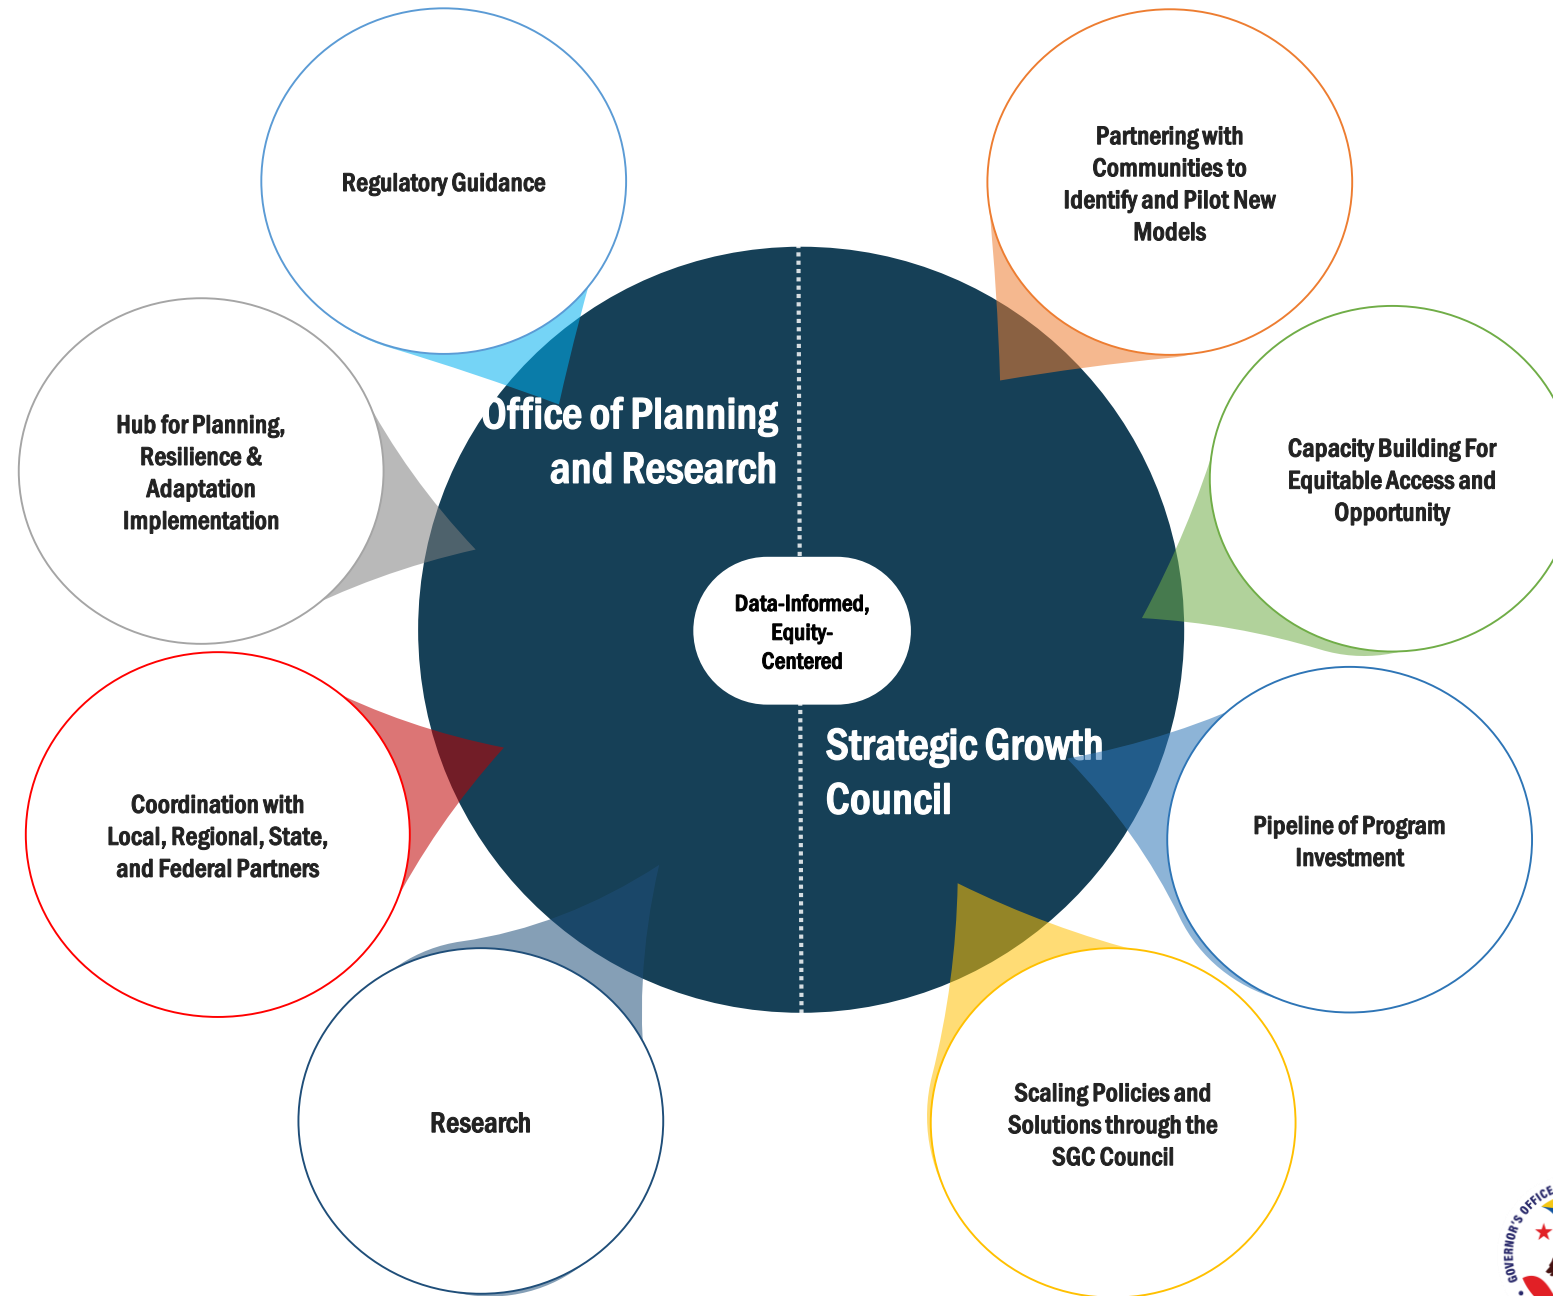 Regulatory Guidance
Partnering with
Communities to
Identify and Pilot New
Models
Hub for Planning,
Resilience &
Adaptation
Implementation
Office of Planning
and Research
Capacity Building For
Equitable Access and
Opportunity
Data-Informed,
Equity-
Centered
Coordination with
Local, Regional, State,
and Federal Partners
Strategic Growth
Council
Pipeline of Program
Investment
Research
Scaling Policies and
Solutions through the
SGC Council
GOVERNOR'S OFFICE